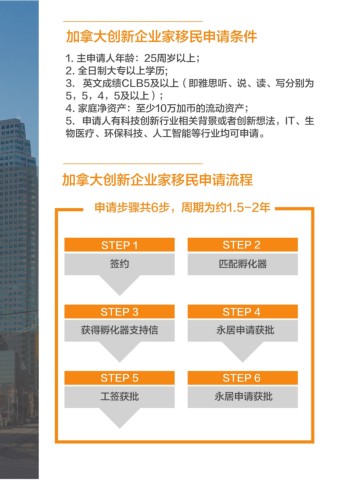 加拿大创新企业家移民申请条件
1. 主申请人年龄：25周岁以上；
2. 全日制大专以上学历；
3. 英文成绩CLB5及以上（即雅思听、说、读、写分别为
5，5，4，5及以上）；
4. 家庭净资产：至少10万加币的流动资产；
5. 申请人有科技创新行业相关背景或者创新想法，IT、生
物医疗、环保科技、人工智能等行业均可申请。
加拿大创新企业家移民申请流程
申请步骤共6步，周期为约1.5-2年
STEP 1
签约
STEP 2
匹配孵化器
STEP 3
获得孵化器支持信
STEP 4
永居申请获批
STEP 5
工签获批
STEP 6
永居申请获批